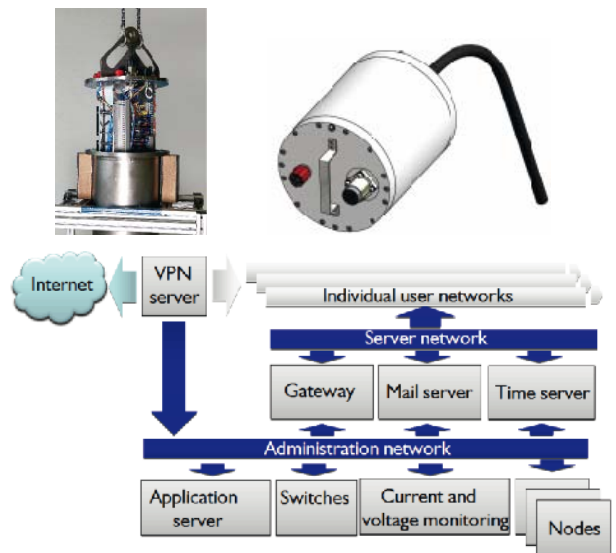 Internet
VPN
server
Individual user networks
Server network
Gateway
Mail server
Time server
Administration network
Application
server
Switches
Current and
voltage monitoring
Nodes